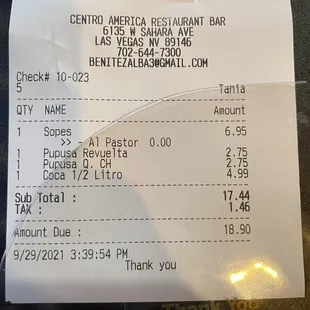 CENTRO AMERICA RESTAURANT BAR
6135 W SAHARA AVE
LAS VEGAS NV 89146
702-644-7300
BENITEZALBA3@GMAIL.COM
Check# 10-023
5 Tania
QTY NAME Amount
1 Sopes 6.95
>> - Al Pastor 0.00
1 Pupusa Revuelta 2.75
1 Pupusa Q. CH 2.75
1 Coca 1/2 Litro 4.99
Sub Total : 17.44
TAX : 1.46
Amount Due : 18.90
9/29/2021 3:39:54 PM
Thank you
Thank You